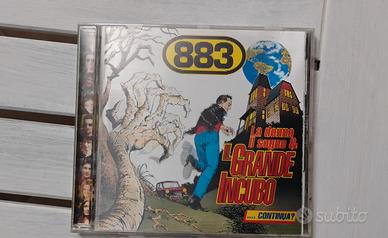 883
La donna
il sogno &
IL GRANDE
INCUBO
.... CONTINUA?
subito